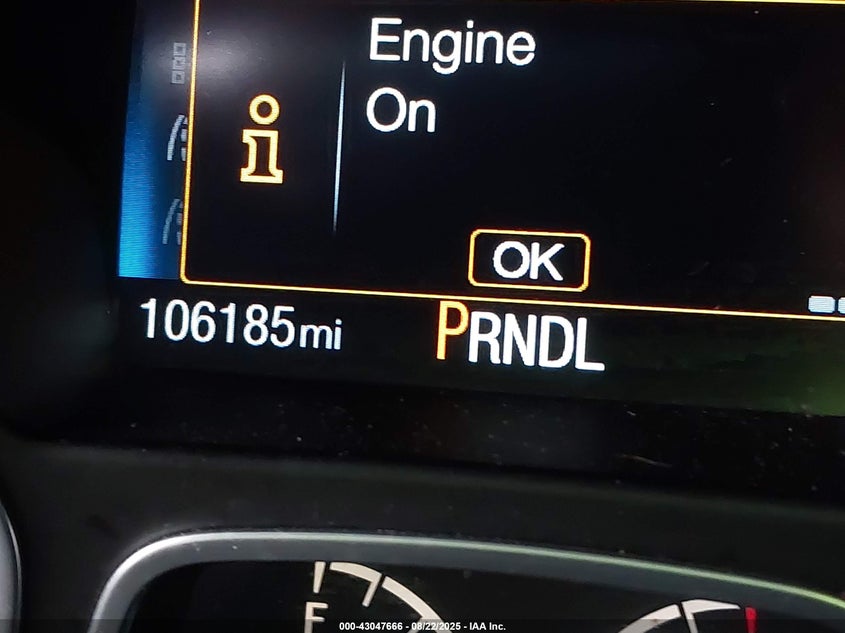 Engine
On
OK
106185mi
PRNDL
F
000-43047666 - 08/22/2025 - IAA Inc.